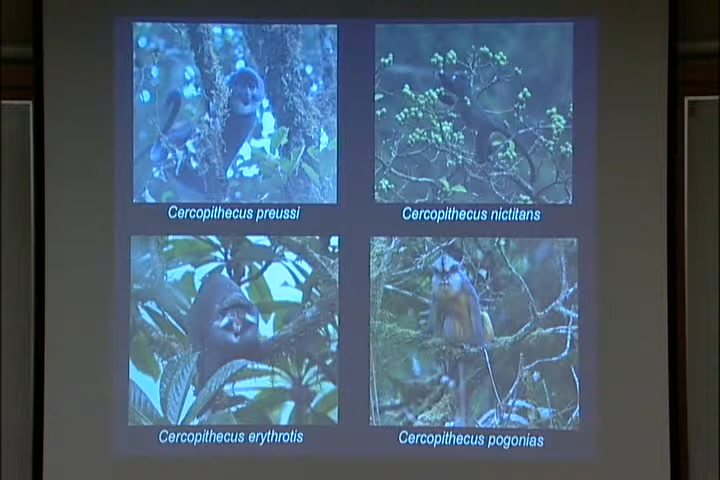 Cercopithecus preussi
Cercopithecus nictitans
Cercopithecus erythrotis
Cercopithecus pogonias